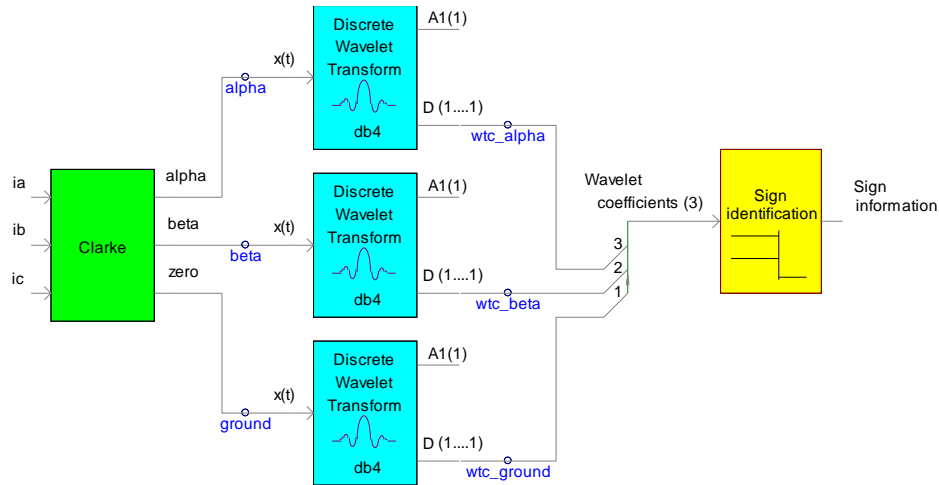 ia
ib
ic
Clarke
alpha
beta
zero
x(t)
alpha
Discrete
Wavelet
Transform
db4
A1(1)
D (1....1)
wtc_alpha
x(t)
beta
Discrete
Wavelet
Transform
db4
A1(1)
D (1....1)
wtc_beta
x(t)
ground
Discrete
Wavelet
Transform
db4
A1(1)
D (1....1)
wtc_ground
Wavelet
coefficients (3)
3
2
1
Sign
identification
Sign
information